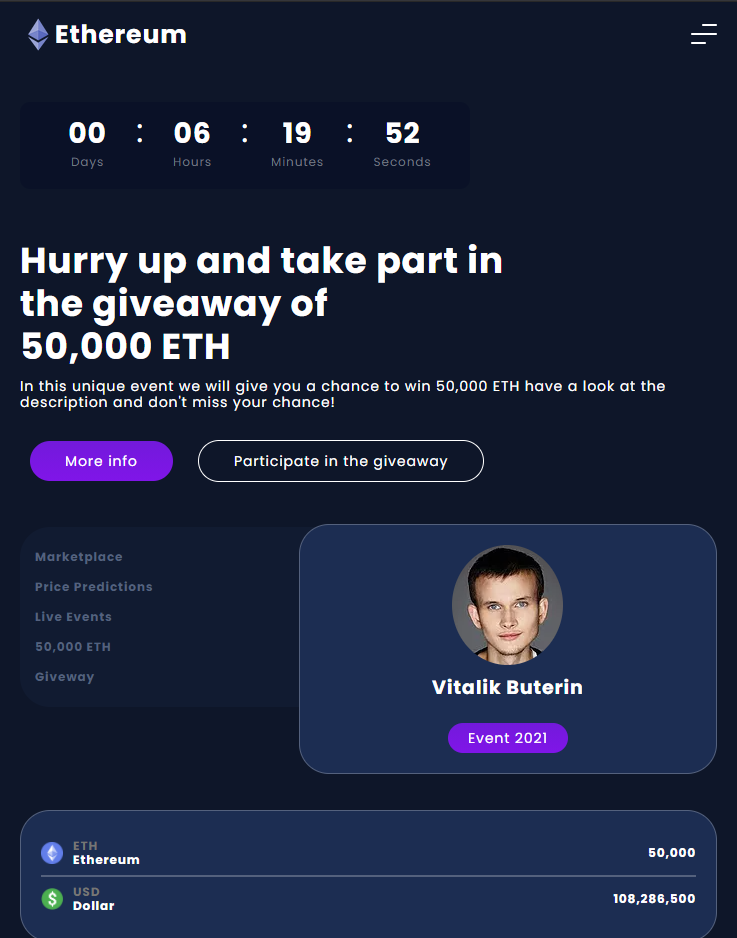 Ethereum
00 : 06 : 19 : 52
Days Hours Minutes Seconds
Hurry up and take part in
the giveaway of
50,000 ETH
In this unique event we will give you a chance to win 50,000 ETH have a look at the
description and don't miss your chance!
More info Participate in the giveaway
Marketplace
Price Predictions
Live Events
50,000 ETH
Giveway
Vitalik Buterin
Event 2021
ETH
Ethereum 50,000
USD
Dollar 108,286,500